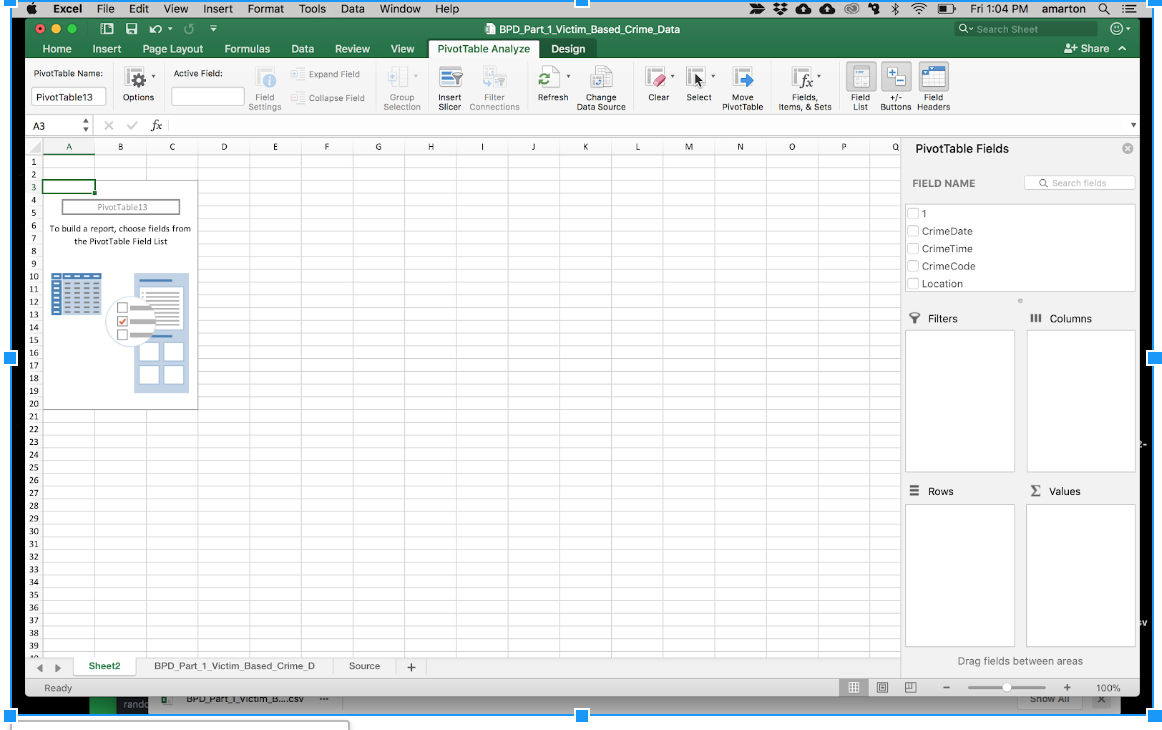 Excel File Edit View Insert Format Tools Data Window Help Fri 1:04 PM amarton
BPD_Part_1_Victim_Based_Crime_Data Search Sheet
Home Insert Page Layout Formulas Data Review View PivotTable Analyze Design Share
PivotTable Name: Active Field: Expand Field
PivotTable13 Options Field Settings Collapse Field Group Selection Insert Slicer Filter Connections Refresh Change Data Source Clear Select Move PivotTable Fields, Items, & Sets Field List +/- Buttons Field Headers
A3 fx
A B C D E F G H I J K L M N O P Q
1
2
3
4
5
6
7
8
9
10
11
12
13
14
15
16
17
18
19
20
21
22
23
24
25
26
27
28
29
30
31
32
33
34
35
36
37
38
39
PivotTable13
To build a report, choose fields from
the PivotTable Field List
PivotTable Fields
FIELD NAME Search fields
1
CrimeDate
CrimeTime
CrimeCode
Location
Filters Columns
Rows Σ Values
Drag fields between areas
Sheet2 BPD_Part_1_Victim_Based_Crime_D Source +
Ready - + 100%
BPD_Part_1_Victim_B....csv Show All